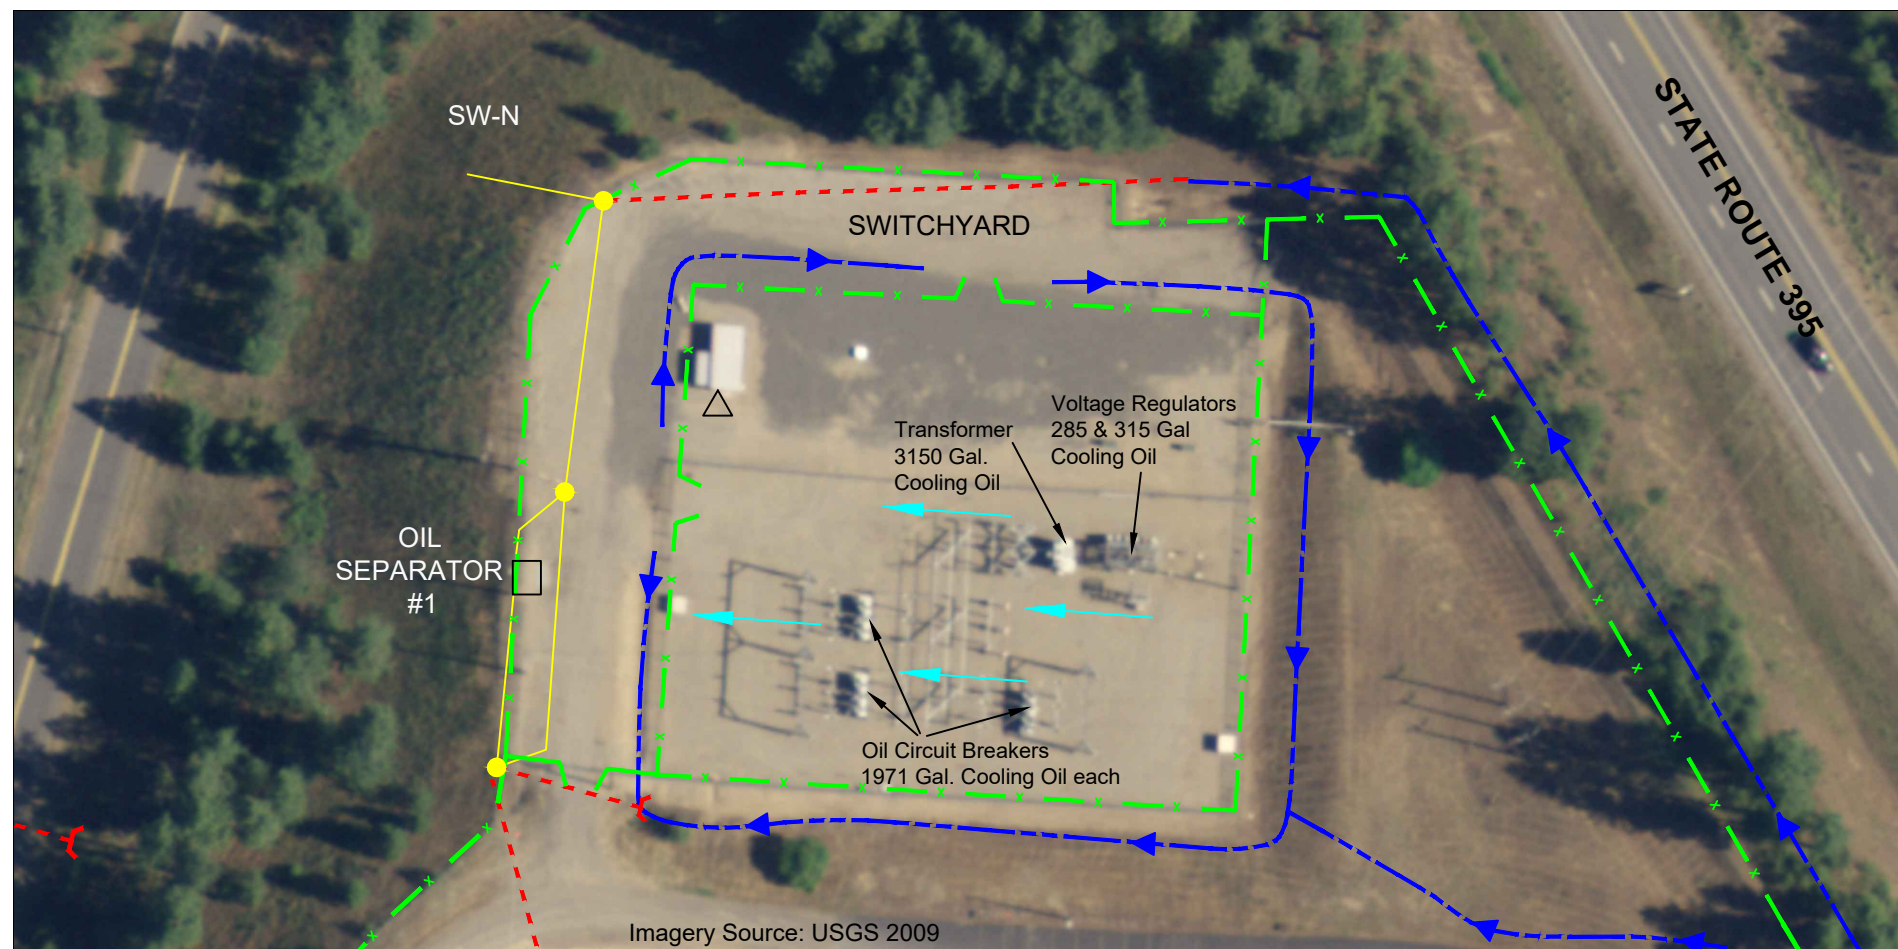 SW-N
STATE ROUTE 395
SWITCHYARD
Voltage Regulators
285 & 315 Gal
Cooling Oil
Transformer
3150 Gal.
Cooling Oil
OIL
SEPARATOR
#1
Oil Circuit Breakers
1971 Gal. Cooling Oil each
Imagery Source: USGS 2009